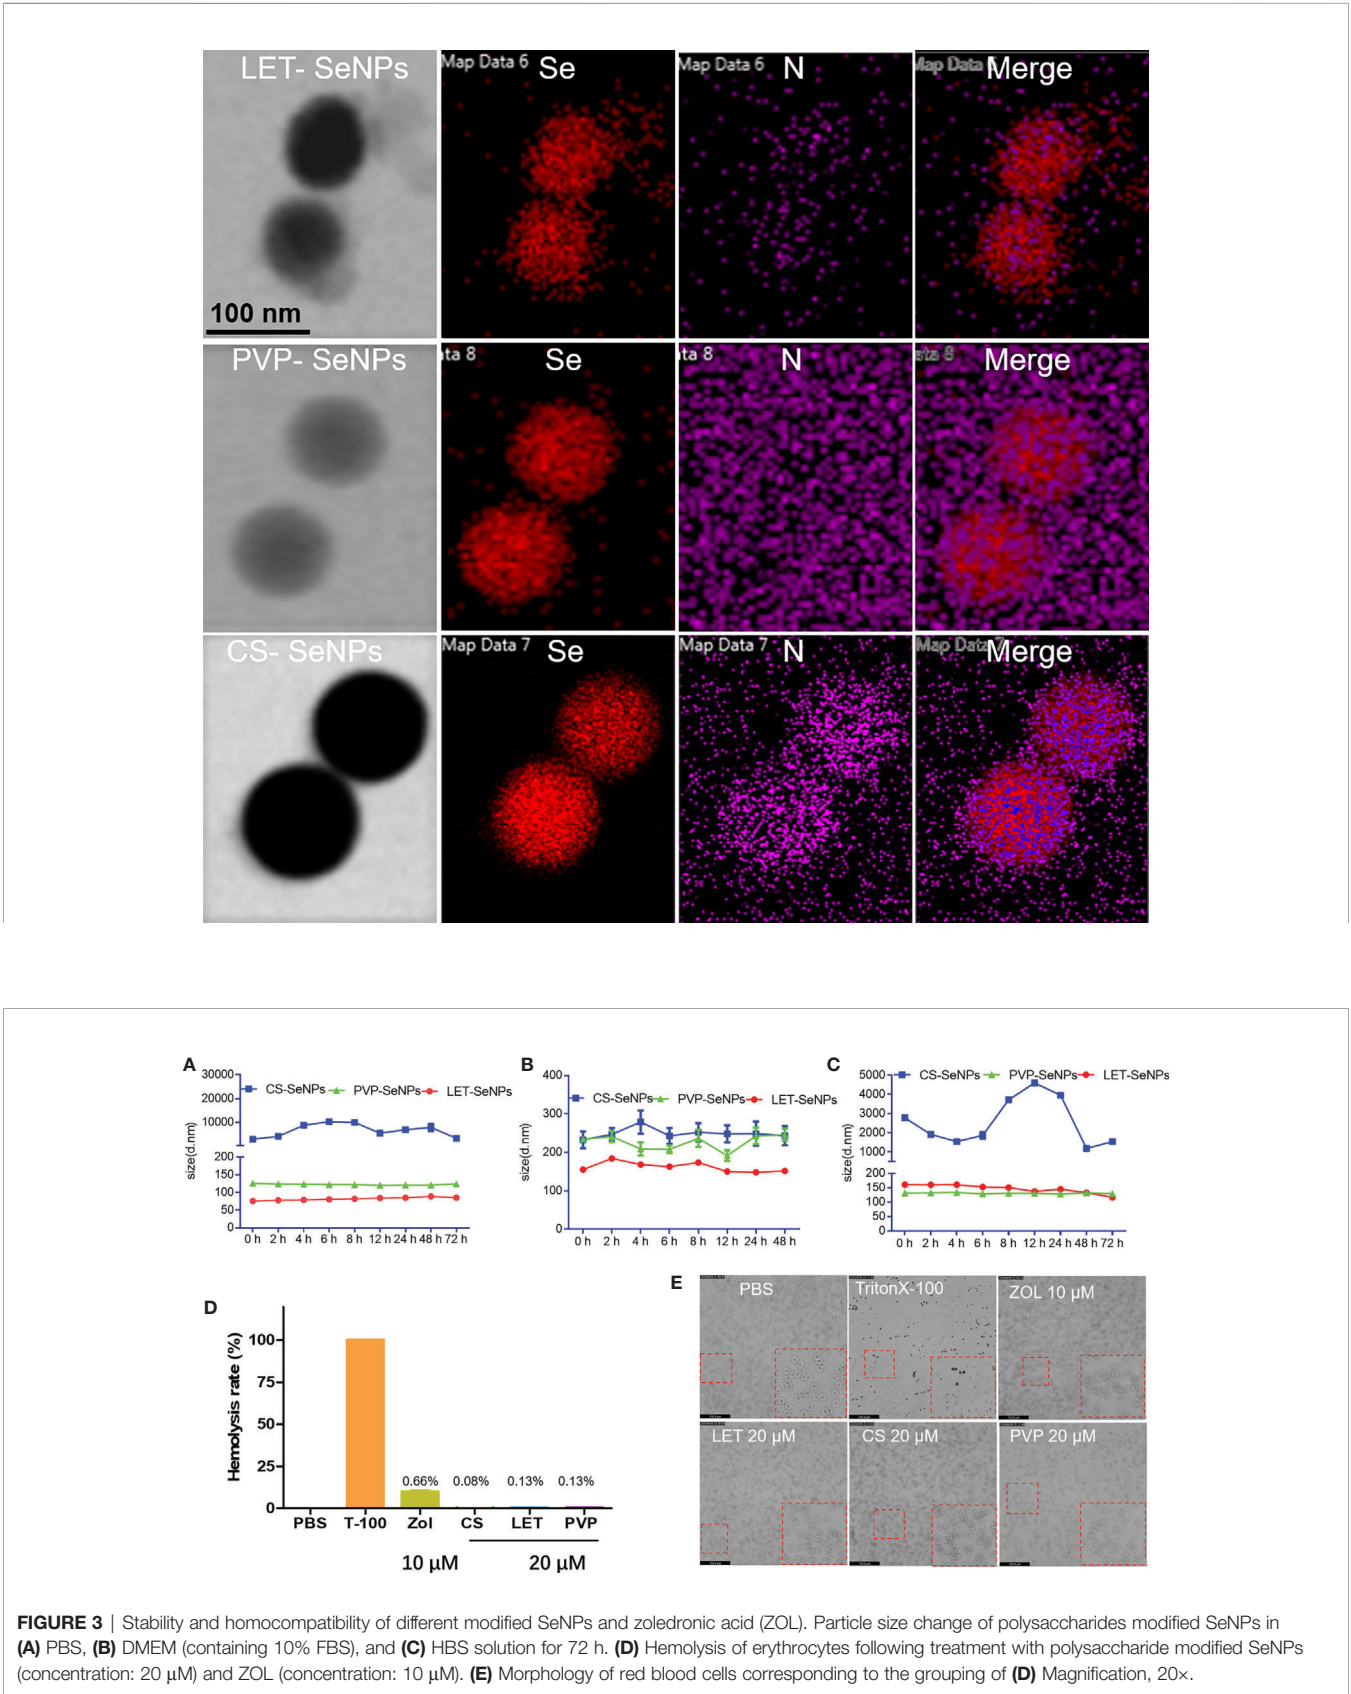 LET- SeNPs
Map Data 6
Se
Map Data 6
N
Map Data 6
Merge
100 nm
PVP- SeNPs
ta 8
Se
ta 8
N
ta 8
Merge
CS- SeNPs
Map Data 7
Se
Map Data 7
N
Map Data 7
Merge
A
size(d.nm)
30000
20000
10000
0
200
150
100
50
0
CS-SeNPs PVP-SeNPs LET-SeNPs
0 h 2 h 4 h 6 h 8 h 12 h 24 h 48 h 72 h
B
size(d.nm)
400
300
200
100
0
CS-SeNPs PVP-SeNPs LET-SeNPs
0 h 2 h 4 h 6 h 8 h 12 h 24 h 48 h
C
size(d.nm)
5000
4000
3000
2000
1000
200
150
100
50
0
CS-SeNPs PVP-SeNPs LET-SeNPs
0 h 2 h 4 h 6 h 8 h 12 h 24 h 48 h 72 h
D
Hemolysis rate (%)
100
75
50
25
0
0.66% 0.08% 0.13% 0.13%
PBS T-100 Zol CS LET PVP
10 μM 20 μM
E
PBS
TritonX-100
ZOL 10 μM
LET 20 μM
CS 20 μM
PVP 20 μM
FIGURE 3 | Stability and homocompatibility of different modified SeNPs and zoledronic acid (ZOL). Particle size change of polysaccharides modified SeNPs in
(A) PBS, (B) DMEM (containing 10% FBS), and (C) HBS solution for 72 h. (D) Hemolysis of erythrocytes following treatment with polysaccharide modified SeNPs
(concentration: 20 μM) and ZOL (concentration: 10 μM). (E) Morphology of red blood cells corresponding to the grouping of (D) Magnification, 20×.